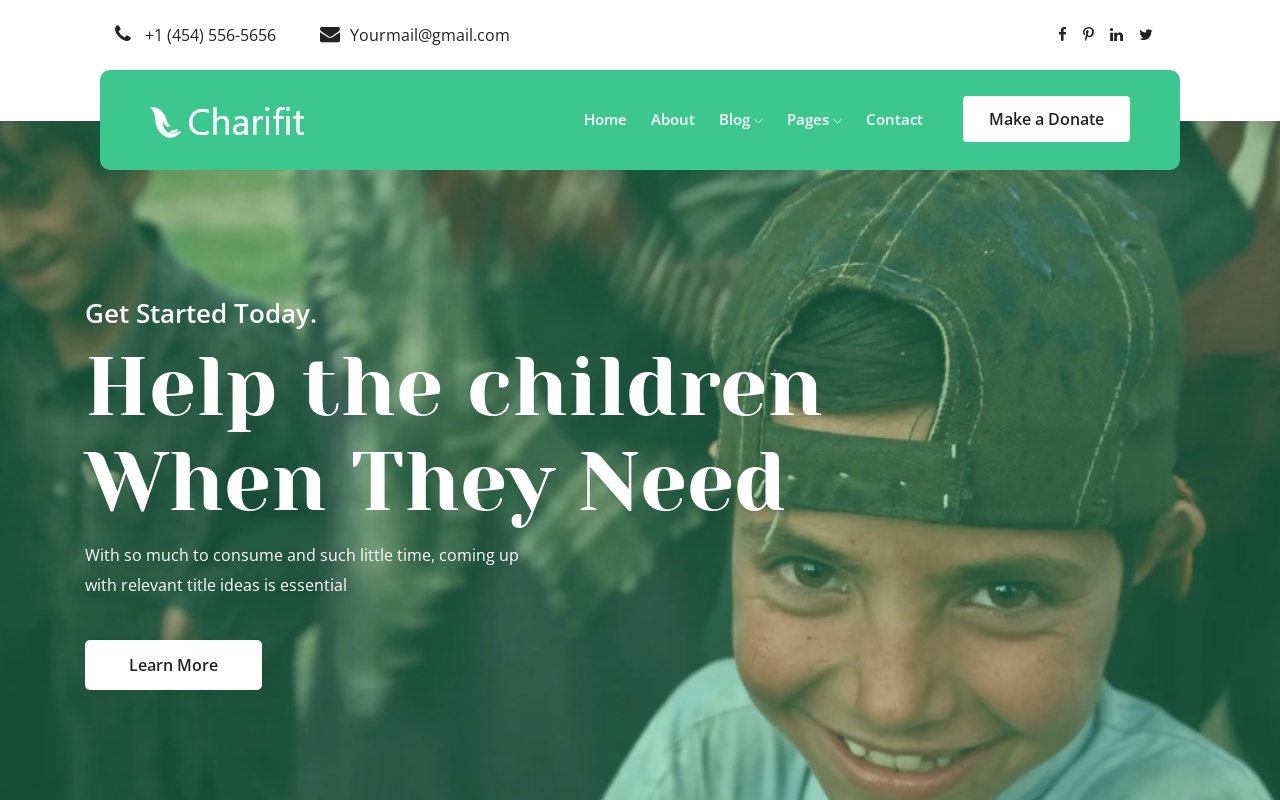 +1 (454) 556-5656
Yourmail@gmail.com
Charifit
Home
About
Blog
Pages
Contact
Make a Donate
Get Started Today.
Help the children
When They Need
With so much to consume and such little time, coming up
with relevant title ideas is essential
Learn More